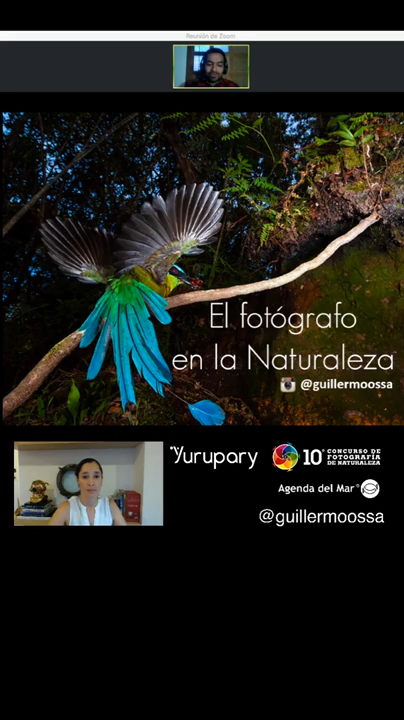 Reunión de Zoom
El fotógrafo
en la Naturaleza
@guillermoossa
Yurupary
10° CONCURSO DE
FOTOGRAFÍA
DE NATURALEZA
Agenda del Mar
@guillermoossa